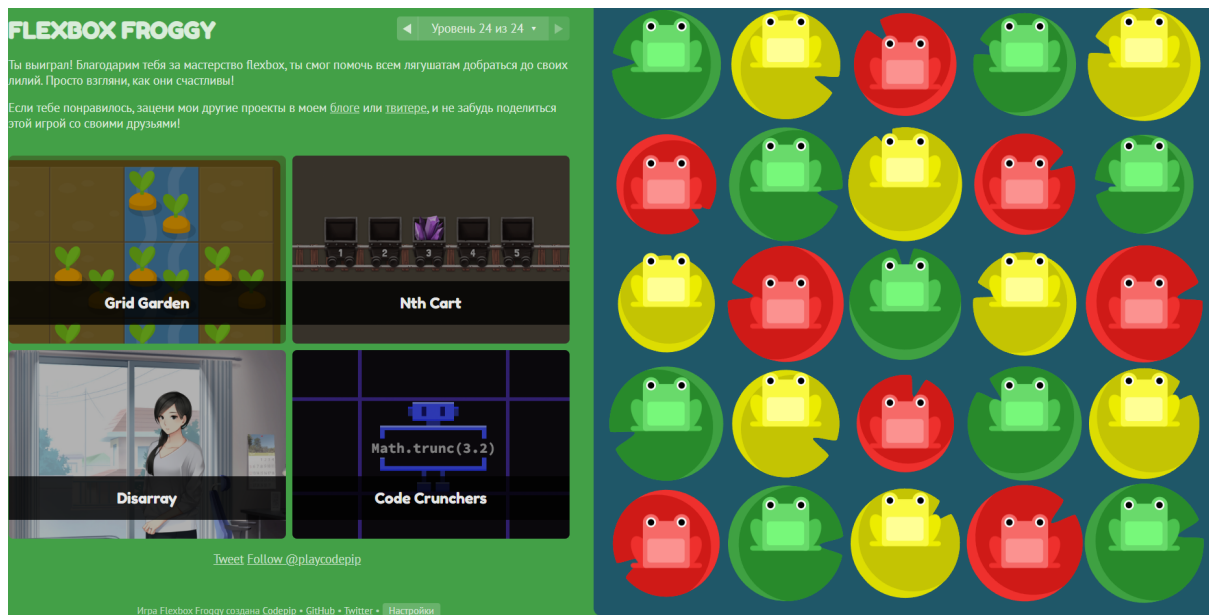 FLEXBOX FROGGY
◀ Уровень 24 из 24 ▾ ▶
Ты выиграл! Благодарим тебя за мастерство flexbox, ты смог помочь всем лягушатам добраться до своих
лилий. Просто взгляни, как они счастливы!
Если тебе понравилось, зацени мои другие проекты в моем блоге или твитере, и не забудь поделиться
этой игрой со своими друзьями!
1 2 3 4 5
Grid Garden
Nth Cart
Math.trunc(3.2)
Disarray
Code Crunchers
Tweet Follow @playcodepip
Игра Flexbox Froggy создана Codepip • GitHub • Twitter • Настройки